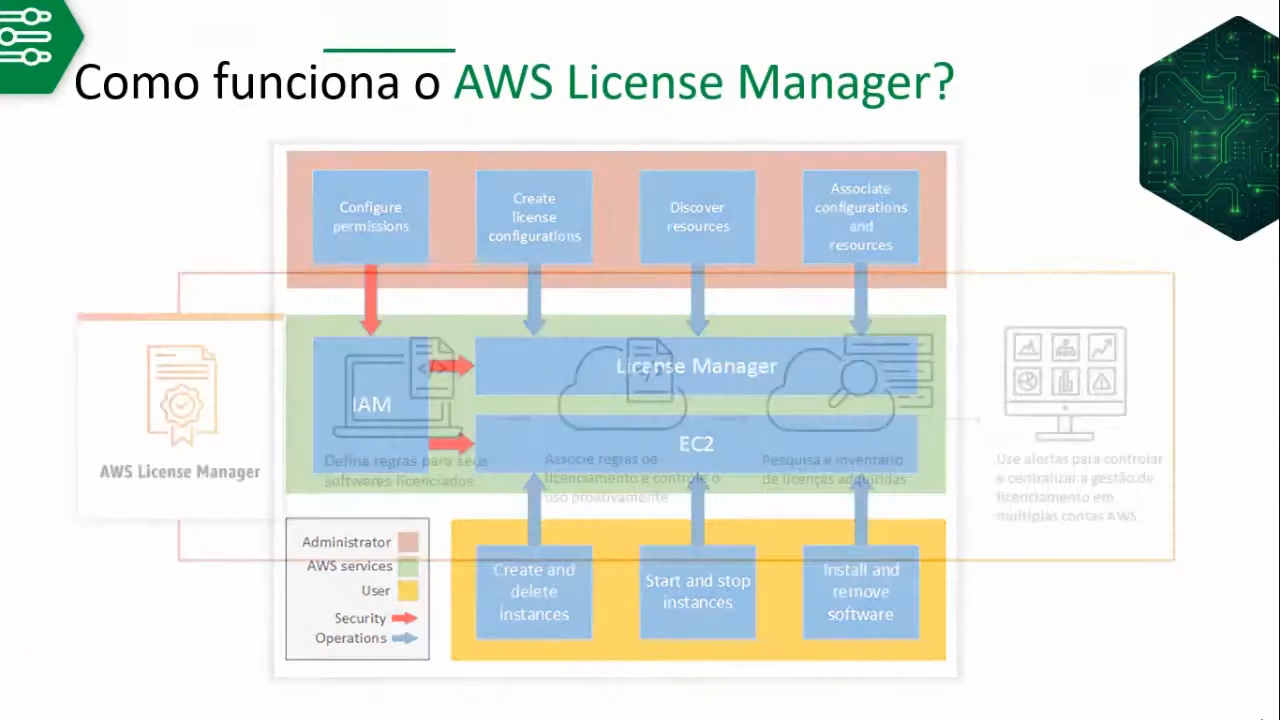 Como funciona o AWS License Manager?
Configure
permissions
Create
license
configurations
Discover
resources
Associate
configurations
and
resources
License Manager
IAM
EC2
AWS License Manager
Defina regras para seus
softwares licenciados
Associe regras de
licenciamento e controle o
uso proativamente
Pesquisa e inventário
de licenças adquiridas
Use alertas para controlar
e centralizar a gestão de
licenciamento em
múltiplas contas AWS
Administrator
AWS services
User
Security
Operations
Create and
delete
instances
Start and stop
instances
Install and
remove
software